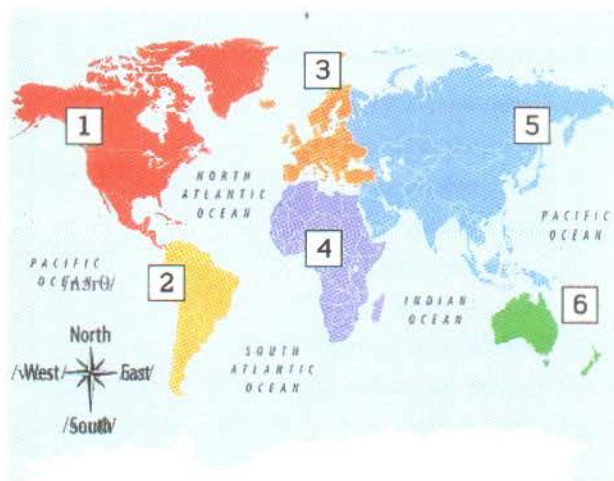 3
1
5
NORTH
ATLANTIC
OCEAN
PACIFIC
OCEAN
4
PACIFIC
OCEAN
2
INDIAN
OCEAN
6
SOUTH
ATLANTIC
OCEAN
North
West
East
South